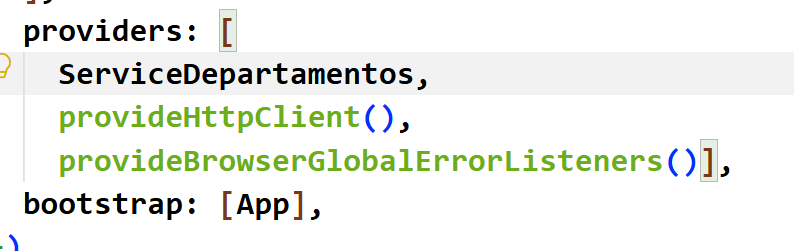 ],
providers: [
ServiceDepartamentos,
provideHttpClient(),
provideBrowserGlobalErrorListeners()],
bootstrap: [App],
)